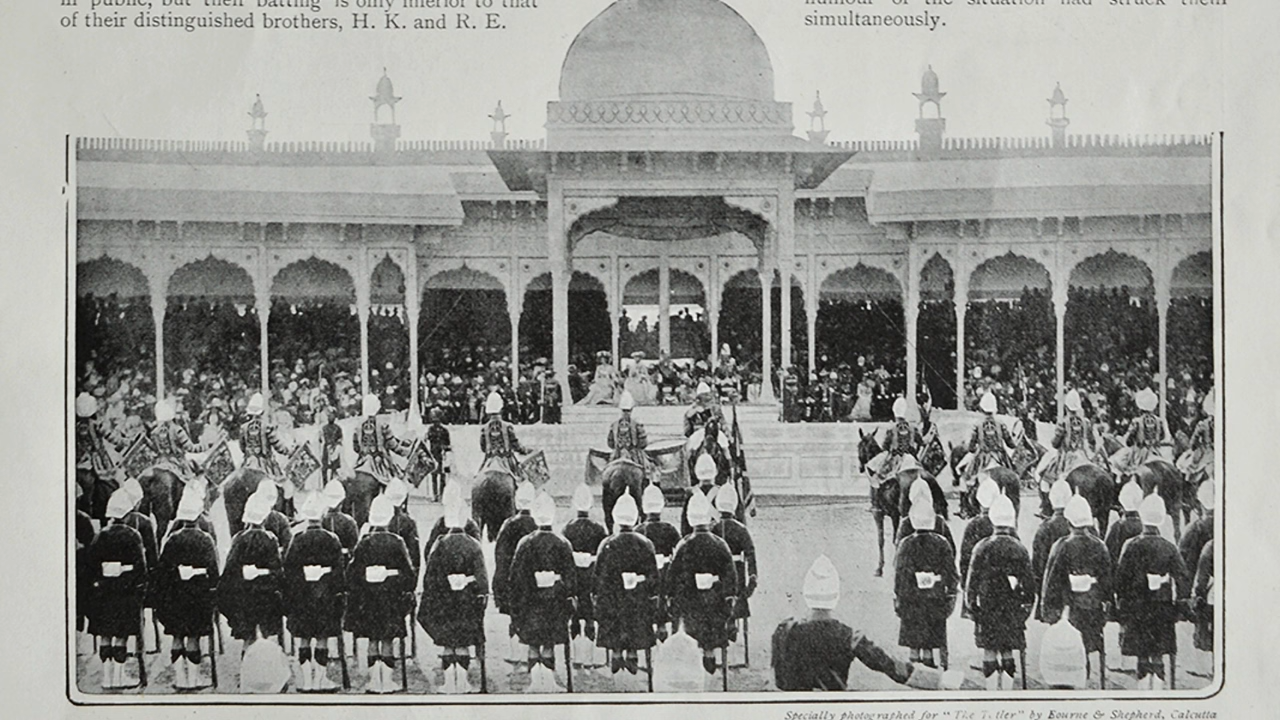 in public, but their batting is only inferior to that
of their distinguished brothers, H. K. and R. E.
humour of the situation had struck them
simultaneously.
Specially photographed for "The Tatler" by Bourne & Shepherd, Calcutta